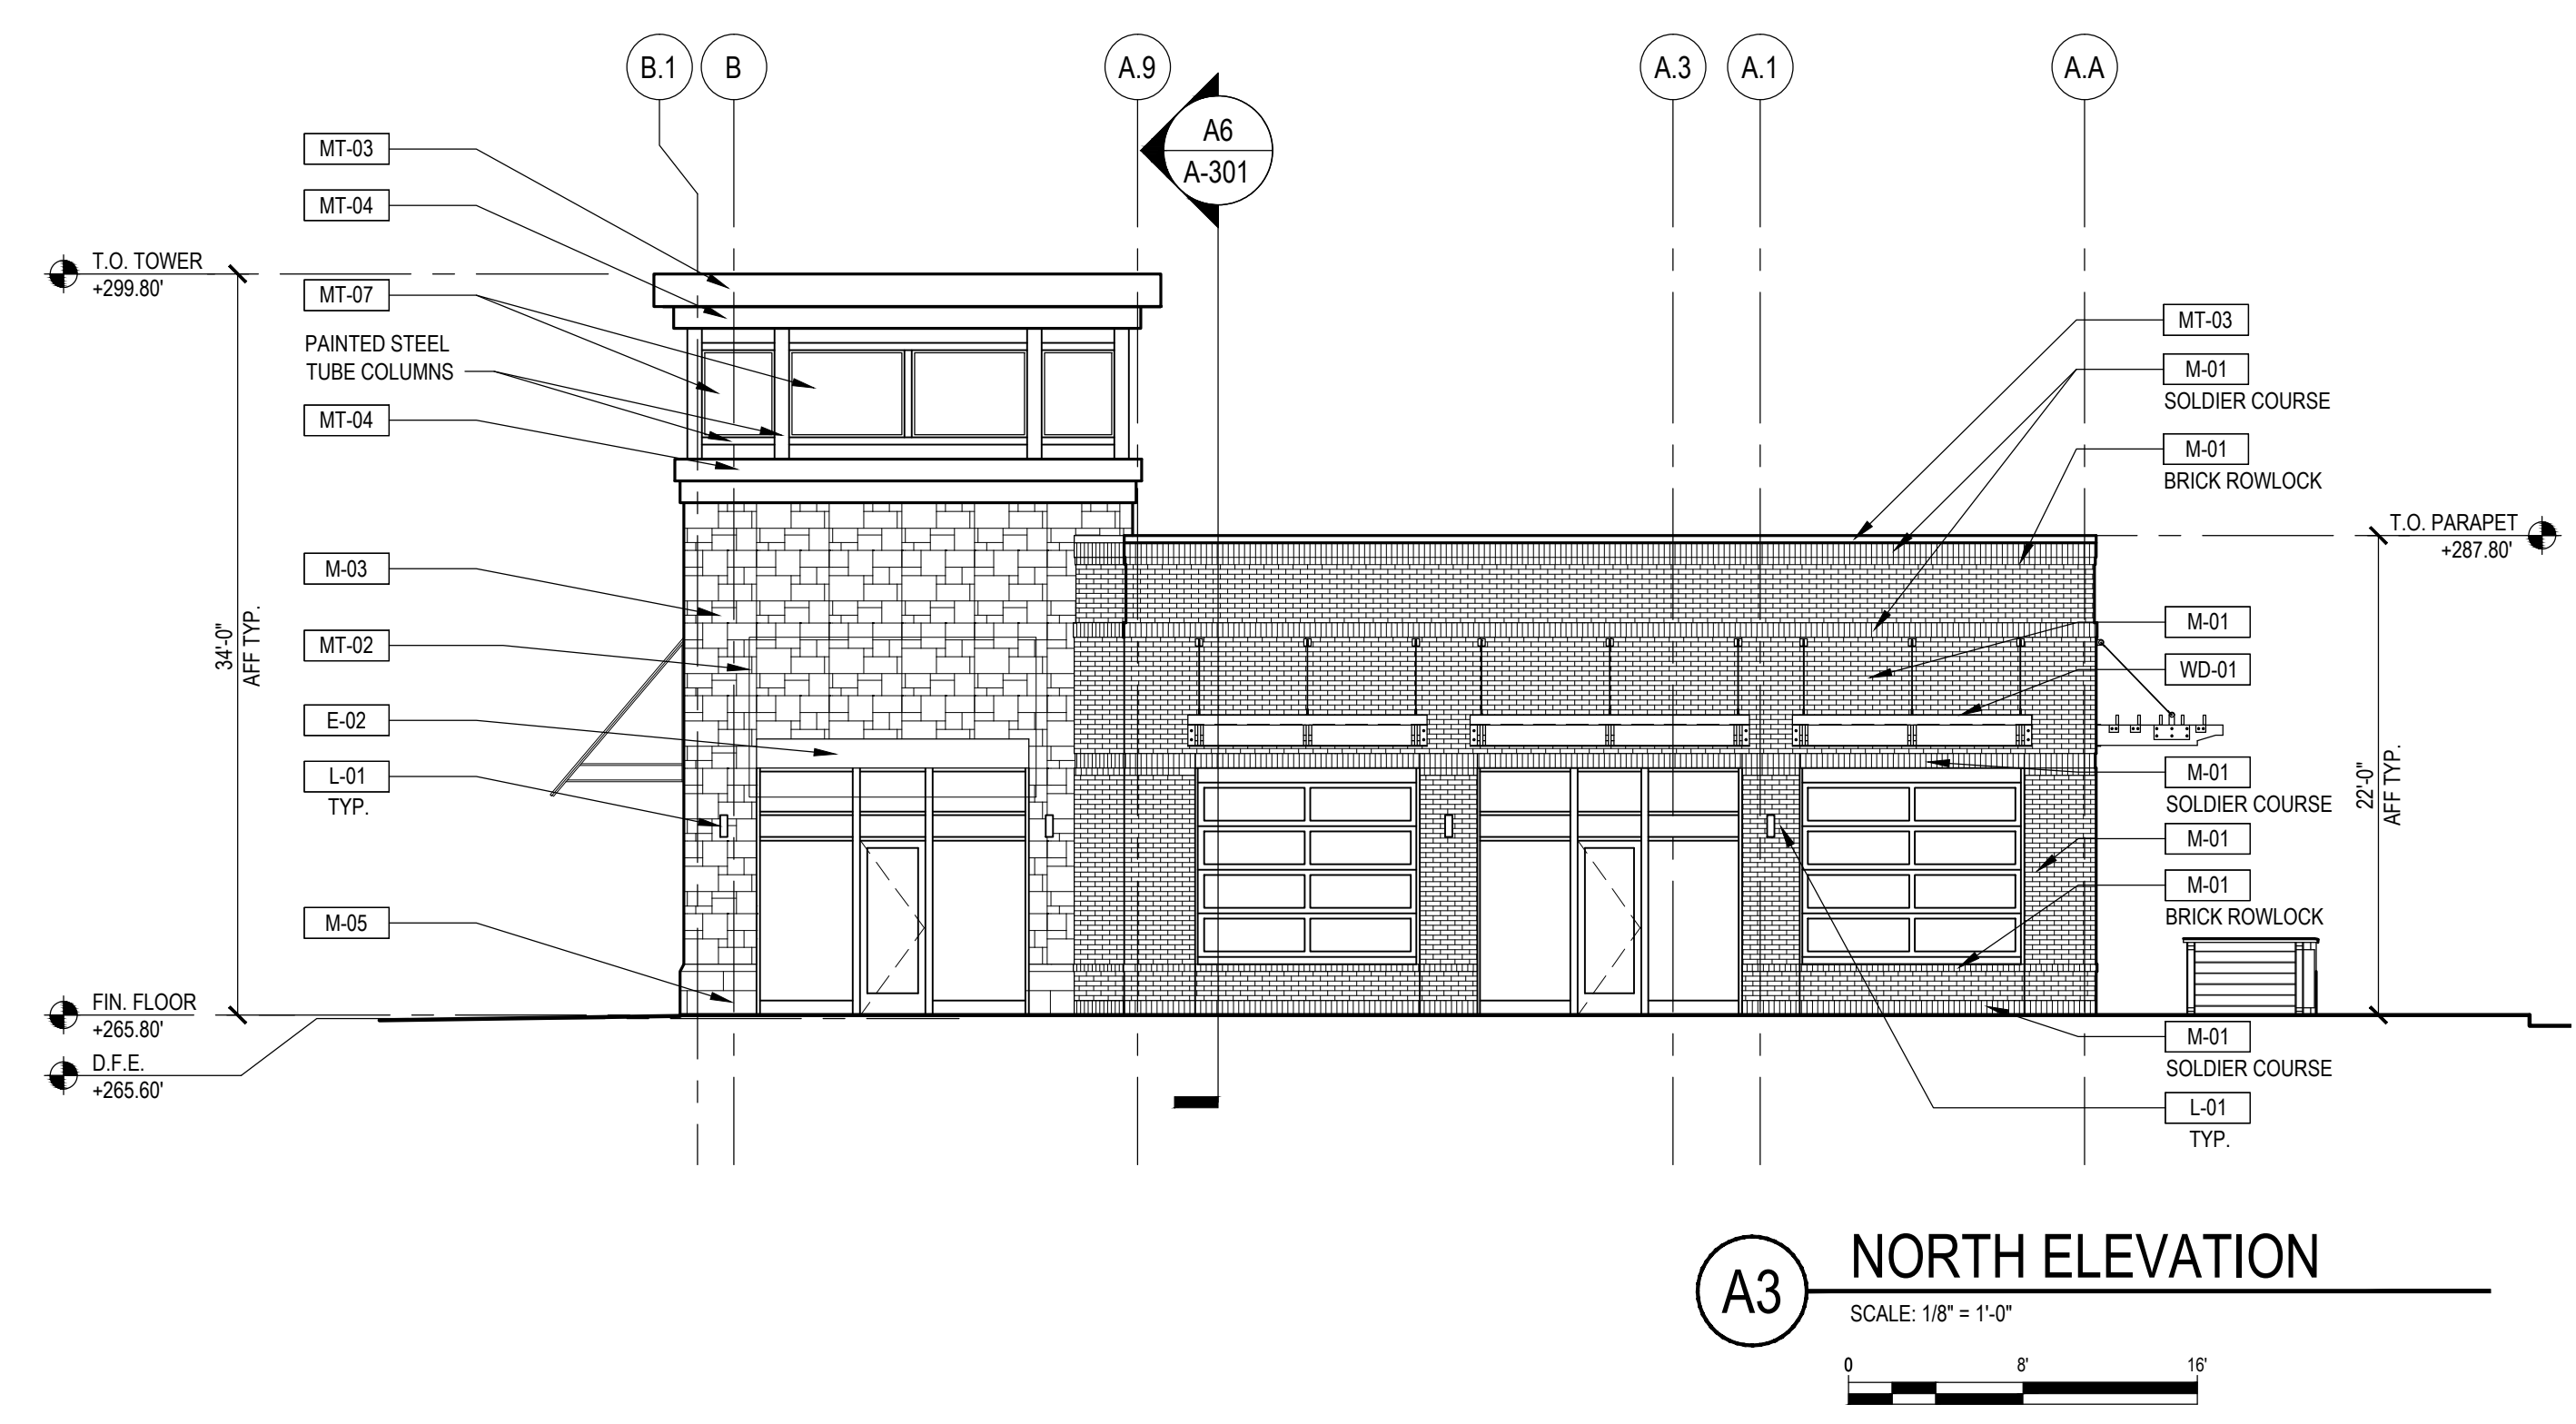 B.1
B
A.9
A.3
A.1
A.A
A6
A-301
MT-03
MT-04
T.O. TOWER
+299.80'
MT-07
PAINTED STEEL
TUBE COLUMNS
MT-04
M-03
34'-0"
AFF TYP.
MT-02
E-02
L-01
TYP.
M-05
FIN. FLOOR
+265.80'
D.F.E.
+265.60'
MT-03
M-01
SOLDIER COURSE
M-01
BRICK ROWLOCK
T.O. PARAPET
+287.80'
M-01
WD-01
M-01
SOLDIER COURSE
22'-0"
AFF TYP.
M-01
M-01
BRICK ROWLOCK
M-01
SOLDIER COURSE
L-01
TYP.
A3
NORTH ELEVATION
SCALE: 1/8" = 1'-0"
0 8' 16'